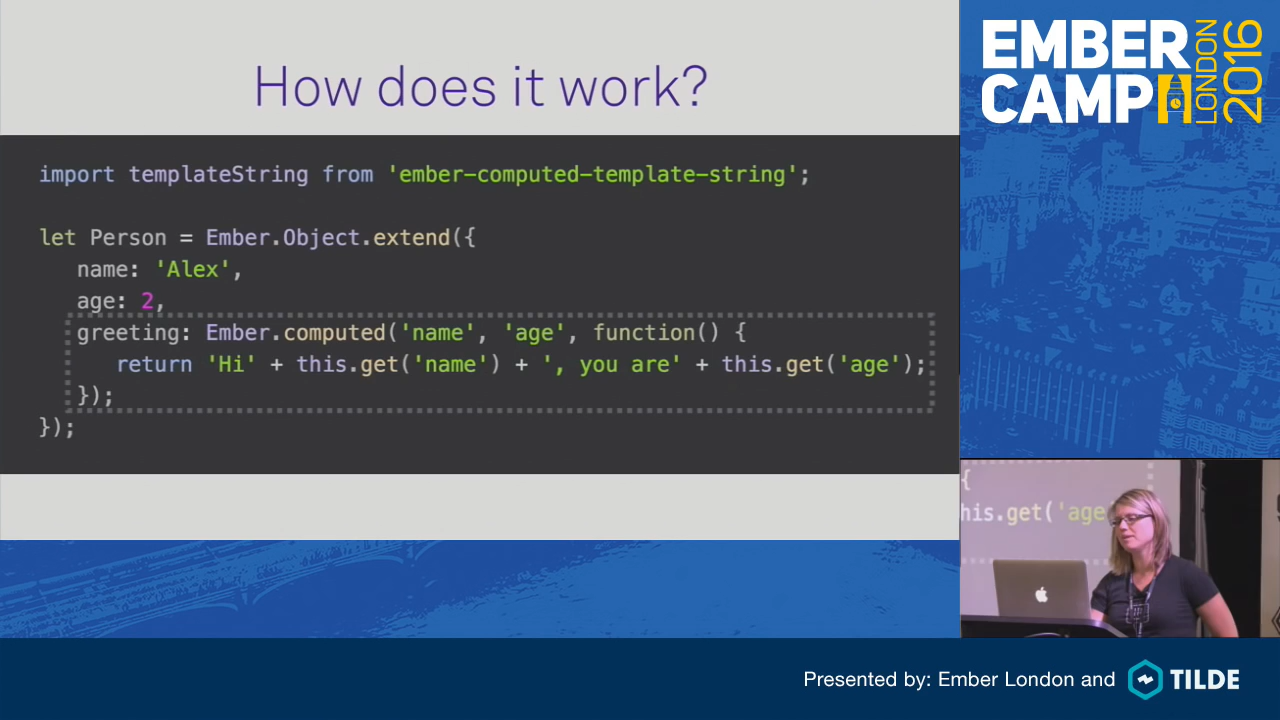 How does it work?
import templateString from 'ember-computed-template-string';
let Person = Ember.Object.extend({
name: 'Alex',
age: 2,
greeting: Ember.computed('name', 'age', function() {
return 'Hi' + this.get('name') + ', you are' + this.get('age');
});
});
EMBER
CAMP
LONDON
2016
{
his.get('age
Presented by: Ember London and TILDE